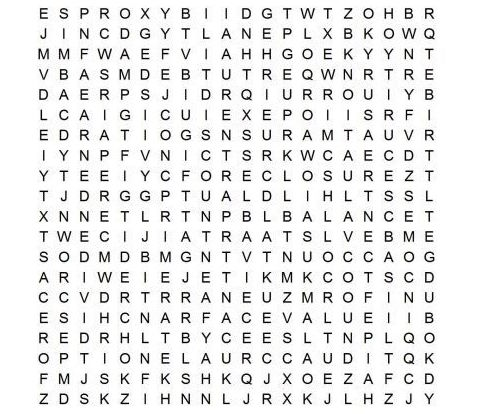 E S P R O X Y B I I D G T W T Z O H B R
J I N C D G Y T L A N E P L X B K O W Q
M M F W A E F V I A H H G O E K Y Y N T
V B A S M D E B T U T R E Q W N R T R E
D A E R P S J I D R Q I U R R O U I Y B
L C A I G I C U I E X E P O I I S R F I
E D R A T I O G S N S U R A M T A U V R
I Y N P F V N I C T S R K W C A E C D T
Y T E E I Y C F O R E C L O S U R E Z T
T J D R G G P T U A L D L I H L T S S L
X N N E T L R T N P B L B A L A N C E T
T W E C I J I A T R A A T S L V E B M E
S O D M D B M G N T V T N U O C C A O G
A R I W E I E J E T I K M K C O T S C D
C C V D R T R R A N E U Z M R O F I N U
E S I H C N A R F A C E V A L U E I I B
R E D R H L T B Y C E E S L T N P L Q O
O P T I O N E L A U R C C A U D I T Q K
F M J S K F K S H K Q J X O E Z A F C D
Z D S K Z I H N N L J R X K J L H Z J Y